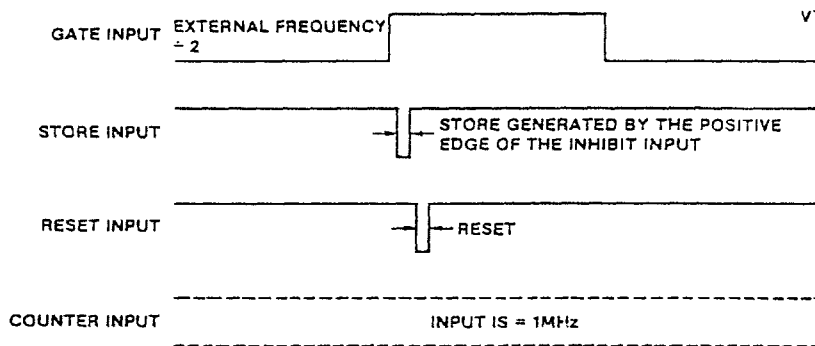 GATE INPUT
EXTERNAL FREQUENCY
÷ 2
STORE INPUT
STORE GENERATED BY THE POSITIVE
EDGE OF THE INHIBIT INPUT
RESET INPUT
RESET
COUNTER INPUT
INPUT IS = 1MHz